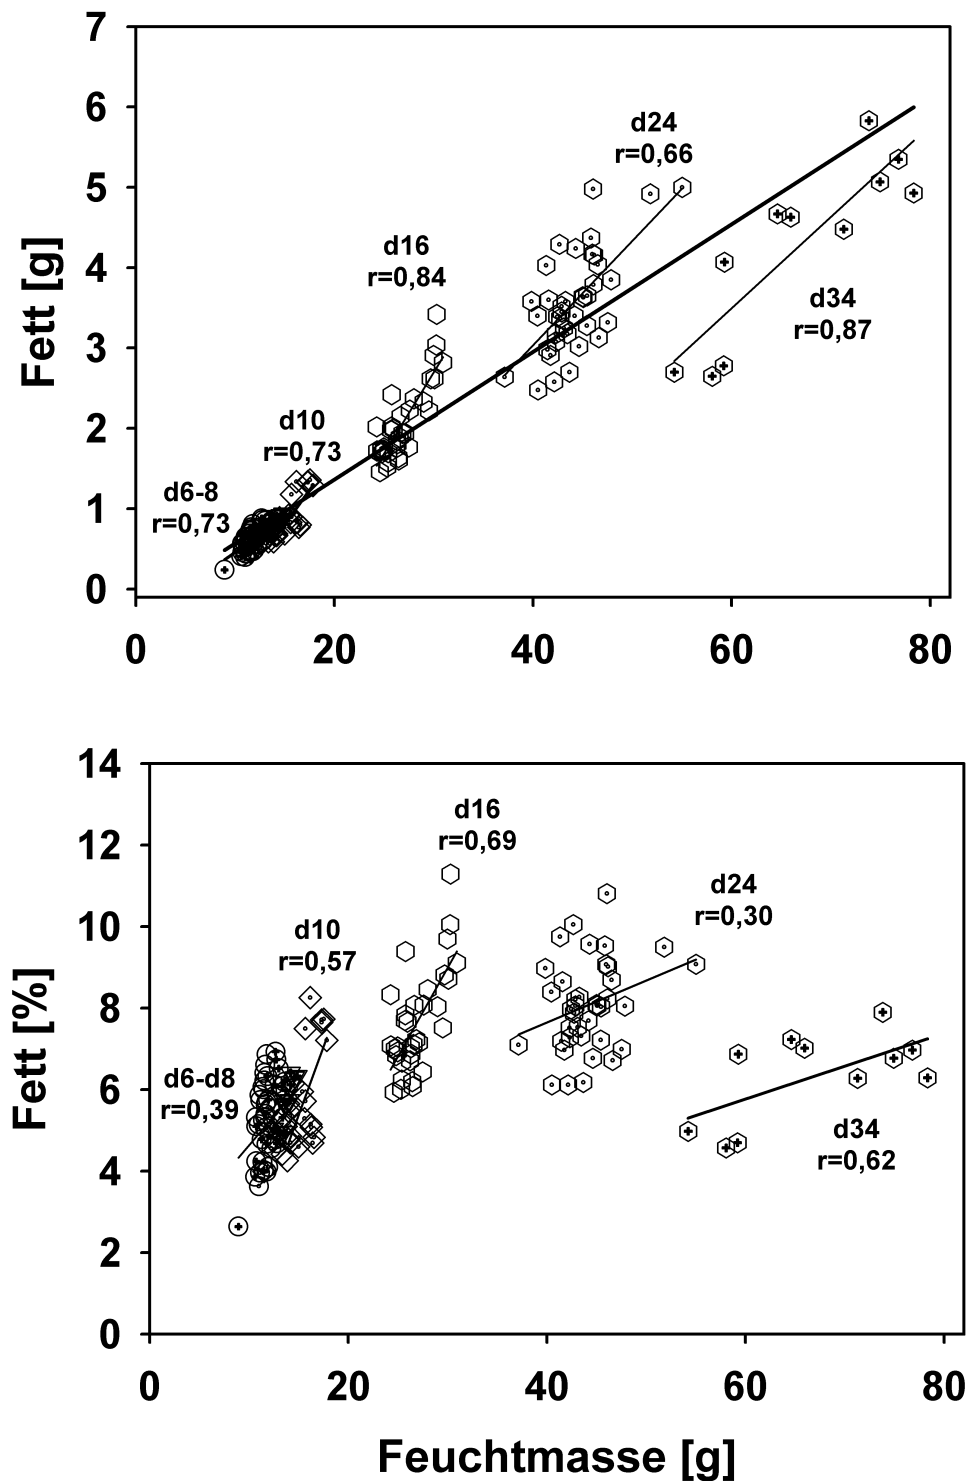 7
6
5
4
3
2
1
0
Fett [g]
d24
r=0,66
d16
r=0,84
d34
r=0,87
d10
r=0,73
d6-8
r=0,73
0 20 40 60 80
14
12
10
8
6
4
2
0
Fett [%]
d16
r=0,69
d24
r=0,30
d10
r=0,57
d6-d8
r=0,39
d34
r=0,62
0 20 40 60 80
Feuchtmasse [g]